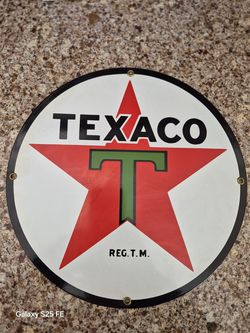 TEXACO
T
REG. T. M.
Galaxy S25 FE